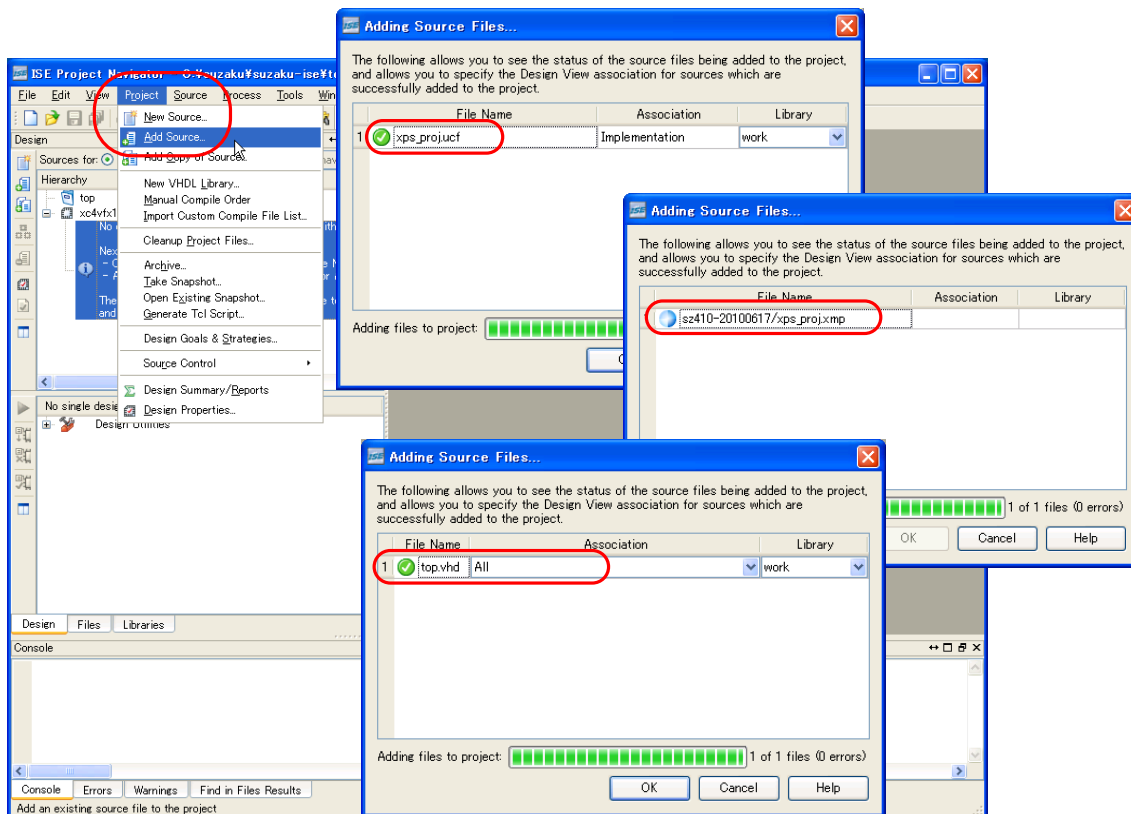 ISE Project Navigator - C:¥suzaku¥suzaku-ise¥to
File Edit View Project Source Process Tools Win
New Source...
Add Source...
Add Copy of Source...
New VHDL Library...
Manual Compile Order
Import Custom Compile File List...
Cleanup Project Files...
Archive...
Take Snapshot...
Open Existing Snapshot...
Generate Tcl Script...
Design Goals & Strategies...
Source Control
Design Summary/Reports
Design Properties...
Design
Sources for:
Hierarchy
top
xc4vfx1
No
Nex
- C
- A
The
and
No single desig
Design Utilities
Design Files Libraries
Console
Console Errors Warnings Find in Files Results
Add an existing source file to the project
ISE Adding Source Files...
The following allows you to see the status of the source files being added to the project,
and allows you to specify the Design View association for sources which are
successfully added to the project.
File Name Association Library
1 xps_proj.ucf Implementation work
Adding files to project:
ISE Adding Source Files...
The following allows you to see the status of the source files being added to the project,
and allows you to specify the Design View association for sources which are
successfully added to the project.
File Name Association Library
sz410-20100617/xps_proj.xmp
1 of 1 files (0 errors)
OK Cancel Help
ISE Adding Source Files...
The following allows you to see the status of the source files being added to the project,
and allows you to specify the Design View association for sources which are
successfully added to the project.
File Name Association Library
1 top.vhd All work
Adding files to project: 1 of 1 files (0 errors)
OK Cancel Help